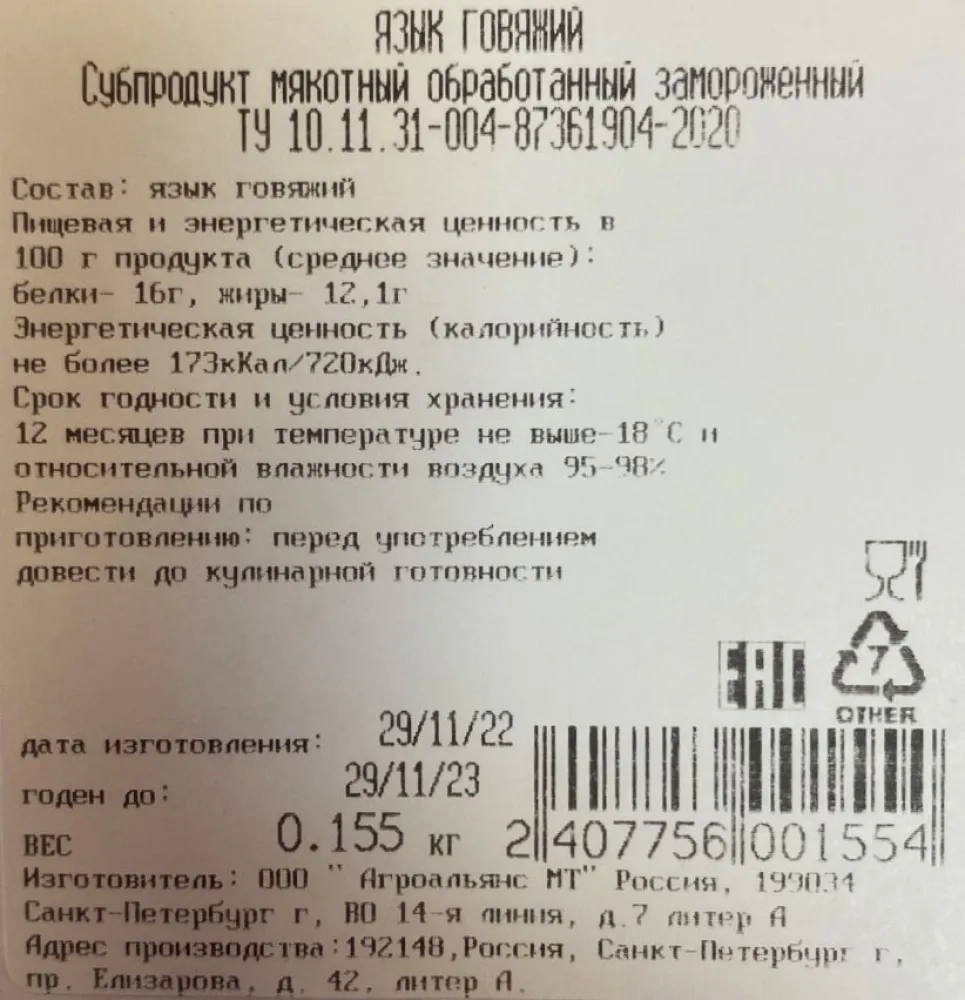 ЯЗЫК ГОВЯЖИЙ
Субпродукт мякотный обработанный замороженный
ТУ 10.11.31-004-87361904-2020
Состав: язык говяжий
Пищевая и энергетическая ценность в
100 г продукта (среднее значение):
белки- 16г, жиры- 12,1г
Энергетическая ценность (калорийность)
не более 173кКал/720кДж.
Срок годности и условия хранения:
12 месяцев при температуре не выше-18°С и
относительной влажности воздуха 95-98%
Рекомендации по
приготовлению: перед употреблением
довести до кулинарной готовности
EAC
7
OTHER
дата изготовления: 29/11/22
годен до: 29/11/23
ВЕС 0.155 кг
2 407756 001554
Изготовитель: ООО " Агроальянс МТ" Россия, 199034
Санкт-Петербург г, ВО 14-я линия, д.7 литер А
Адрес производства:192148,Россия, Санкт-Петербург г,
пр. Елизарова, д. 42, литер А.